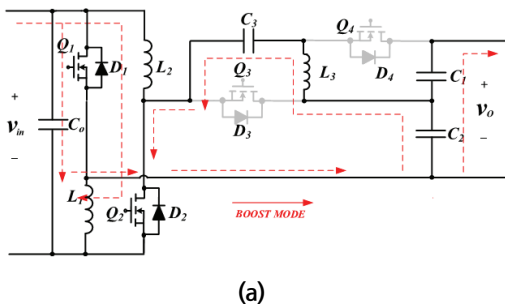 Q1
D1
L2
C3
Q4
D4
L3
Q3
D3
C1
C2
+
vin
−
Co
+
vo
−
L1
Q2
D2
BOOST MODE
(a)